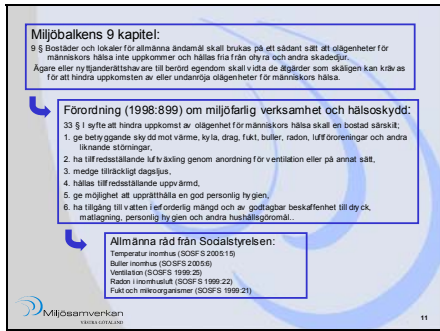 Miljöbalkens 9 kapitel:
9 § Bostäder och lokaler för allmänna ändamål skall brukas på ett sådant sätt att olägenheter för
människors hälsa inte uppkommer och hållas fria från ohyra och andra skadedjur.
Ägare eller nyttjanderättshavare till berörd egendom skall vidta de åtgärder som skäligen kan krävas
för att hindra uppkomsten av eller undanröja olägenheter för människors hälsa.
Förordning (1998:899) om miljöfarlig verksamhet och hälsoskydd:
33 § I syfte att hindra uppkomst av olägenhet för människors hälsa skall en bostad särskilt;
1. ge betryggande skydd mot värme, kyla, drag, fukt, buller, radon, luftföroreningar och andra
liknande störningar,
2. ha tillfredsställande luftväxling genom anordning för ventilation eller på annat sätt,
3. medge tillräckligt dagsljus,
4. hållas tillfredsställande uppvärmd,
5. ge möjlighet att upprätthålla en god personlig hygien,
6. ha tillgång till vatten i erforderlig mängd och av godtagbar beskaffenhet till dryck,
matlagning, personlig hygien och andra hushållsgöromål..
Allmänna råd från Socialstyrelsen:
Temperatur inomhus (SOSFS 2005:15)
Buller inomhus (SOSFS 2005:6)
Ventilation (SOSFS 1999:25)
Radon i inomhusluft (SOSFS 1999:22)
Fukt och mikroorganismer (SOSFS 1999:21)
Miljösamverkan
VÄSTRA GÖTALAND
11